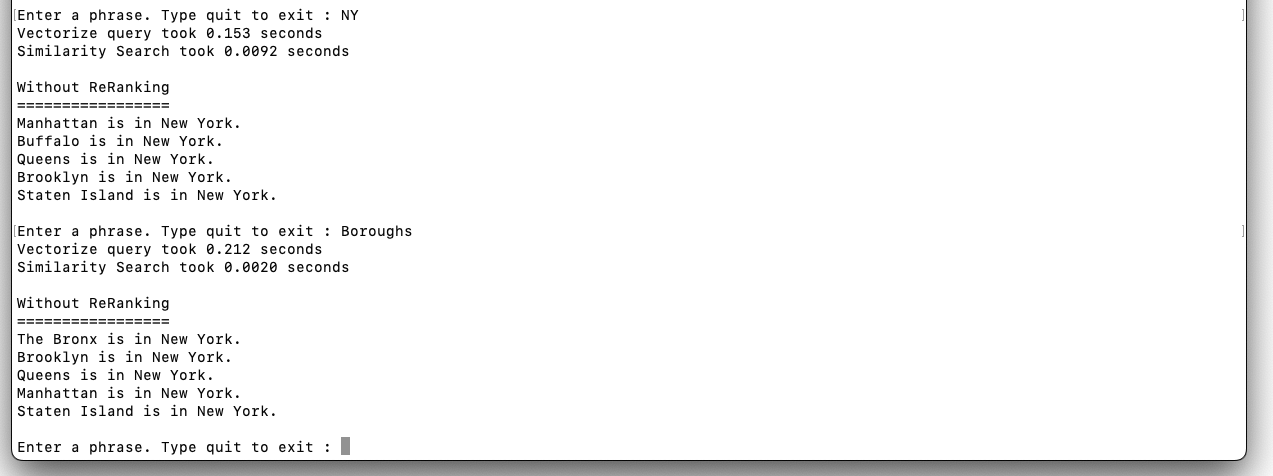 [Enter a phrase. Type quit to exit : NY ]
Vectorize query took 0.153 seconds
Similarity Search took 0.0092 seconds
Without ReRanking
=================
Manhattan is in New York.
Buffalo is in New York.
Queens is in New York.
Brooklyn is in New York.
Staten Island is in New York.
[Enter a phrase. Type quit to exit : Boroughs ]
Vectorize query took 0.212 seconds
Similarity Search took 0.0020 seconds
Without ReRanking
=================
The Bronx is in New York.
Brooklyn is in New York.
Queens is in New York.
Manhattan is in New York.
Staten Island is in New York.
Enter a phrase. Type quit to exit :